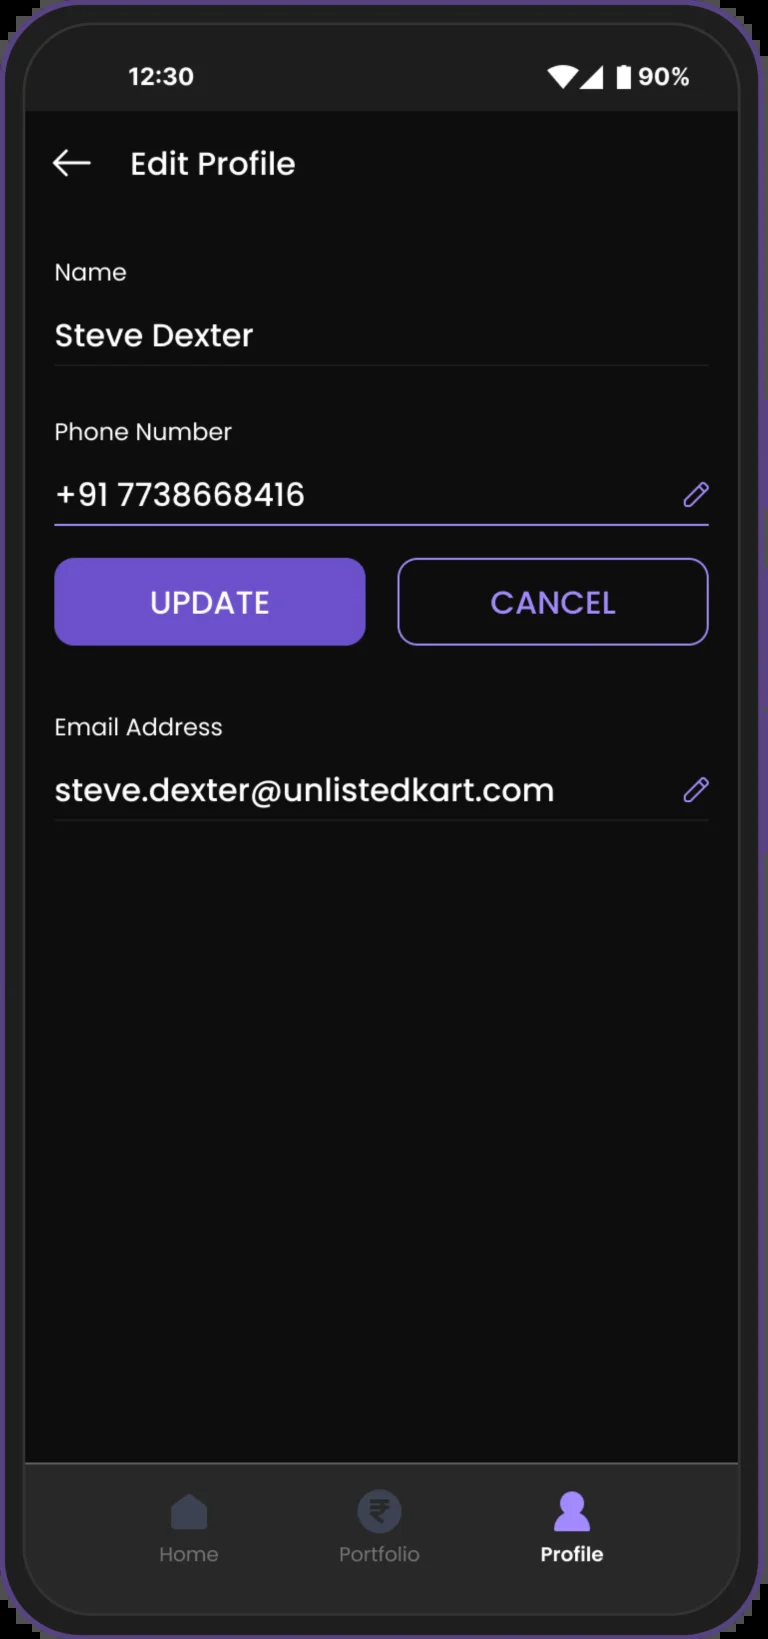 12:30 90%
Edit Profile
Name
Steve Dexter
Phone Number
+91 7738668416
UPDATE CANCEL
Email Address
steve.dexter@unlistedkart.com
₹
Home Portfolio Profile